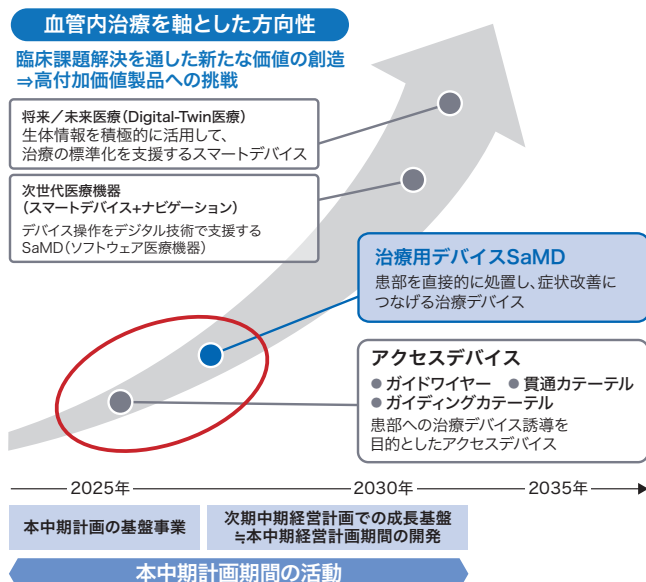 血管内治療を軸とした方向性
臨床課題解決を通した新たな価値の創造
⇒高付加価値製品への挑戦
将来／未来医療（Digital-Twin医療）
生体情報を積極的に活用して、
治療の標準化を支援するスマートデバイス
次世代医療機器
（スマートデバイス+ナビゲーション）
デバイス操作をデジタル技術で支援する
SaMD（ソフトウェア医療機器）
治療用デバイスSaMD
患部を直接的に処置し、症状改善に
つなげる治療デバイス
アクセスデバイス
● ガイドワイヤー ● 貫通カテーテル
● ガイディングカテーテル
患部への治療デバイス誘導を
目的としたアクセスデバイス
2025年 2030年 2035年
本中期計画の基盤事業
次期中期経営計画での成長基盤
≒本中期経営計画期間の開発
本中期計画期間の活動